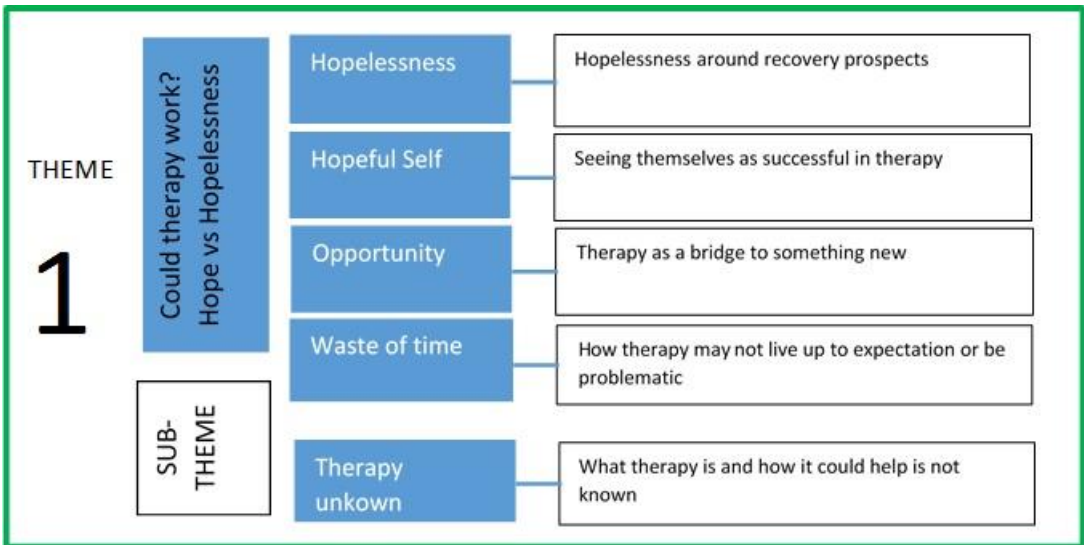 THEME
1
Could therapy work?
Hope vs Hopelessness
Hopelessness
Hopelessness around recovery prospects
Hopeful Self
Seeing themselves as successful in therapy
Opportunity
Therapy as a bridge to something new
Waste of time
How therapy may not live up to expectation or be
problematic
SUB-
THEME
Therapy
unkown
What therapy is and how it could help is not
known